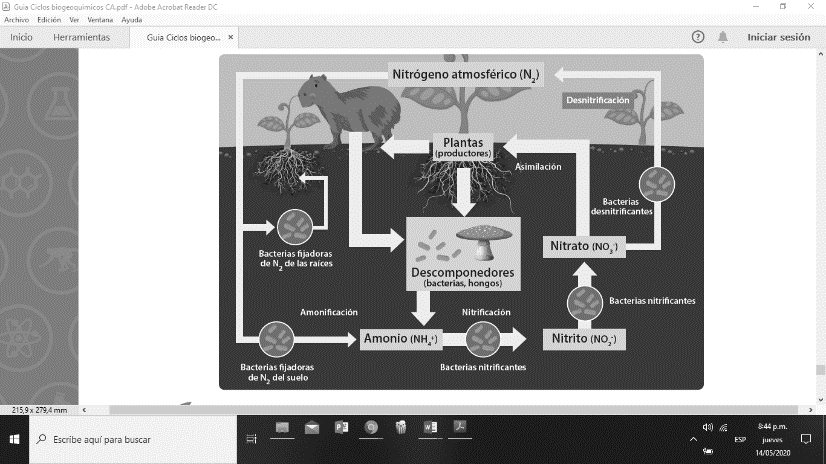 Guia Ciclos biogeoquimicos CA.pdf - Adobe Acrobat Reader DC
Archivo Edición Ver Ventana Ayuda
Inicio Herramientas Guia Ciclos biogeo... × Iniciar sesión
Nitrógeno atmosférico (N₂)
Desnitrificación
Plantas
(productores)
Asimilación
Bacterias
desnitrificantes
Bacterias fijadoras
de N₂ de las raíces
Nitrato (NO₃⁻)
Descomponedores
(bacterias, hongos)
Bacterias nitrificantes
Amonificación
Nitrificación
Amonio (NH₄⁺)
Nitrito (NO₂⁻)
Bacterias fijadoras
de N₂ del suelo
Bacterias nitrificantes
215,9 x 279,4 mm
Escribe aquí para buscar
ESP
8:44 p.m.
jueves
14/05/2020